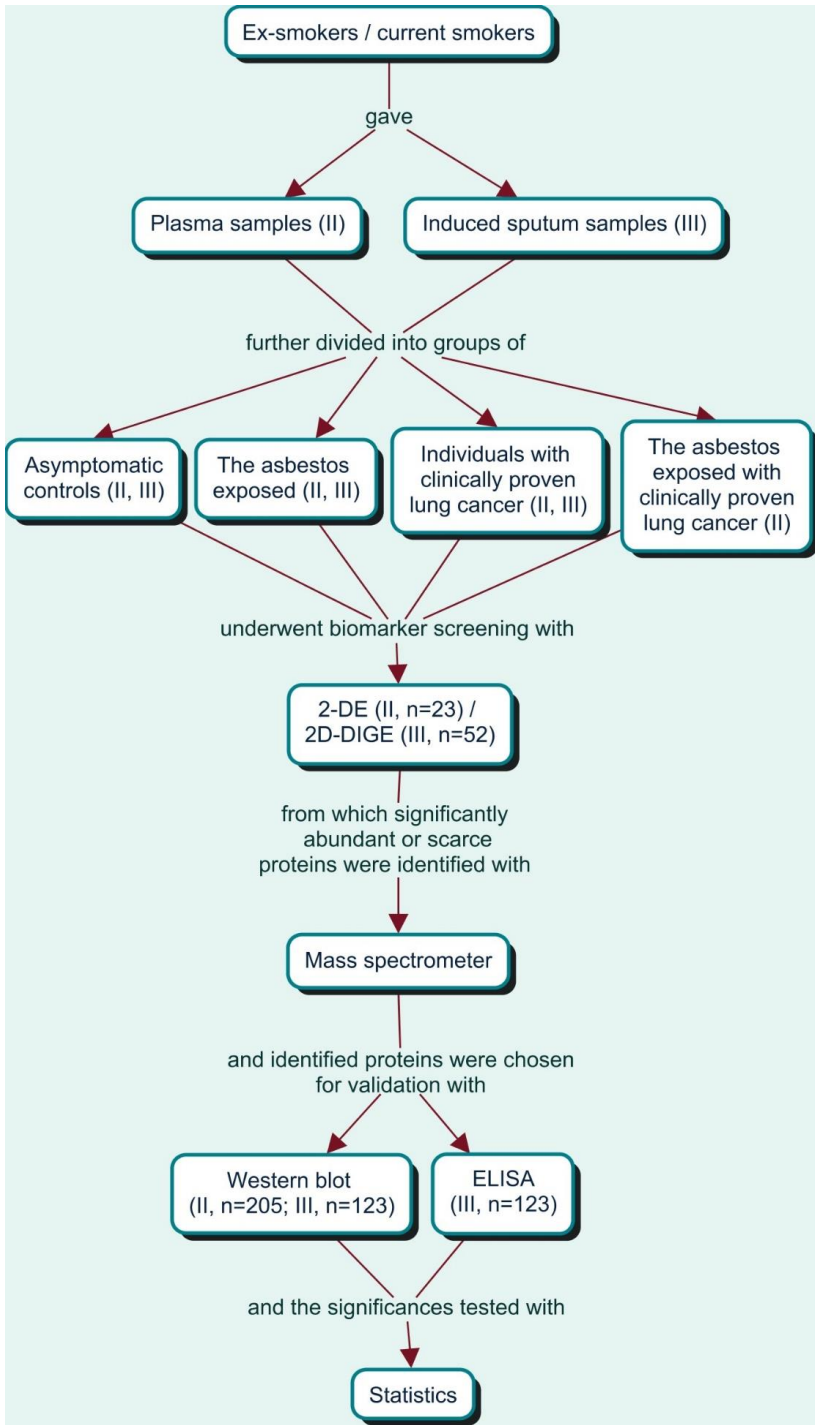 Ex-smokers / current smokers
gave
Plasma samples (II)
Induced sputum samples (III)
further divided into groups of
Asymptomatic
controls (II, III)
The asbestos
exposed (II, III)
Individuals with
clinically proven
lung cancer (II, III)
The asbestos
exposed with
clinically proven
lung cancer (II)
underwent biomarker screening with
2-DE (II, n=23) /
2D-DIGE (III, n=52)
from which significantly
abundant or scarce
proteins were identified with
Mass spectrometer
and identified proteins were chosen
for validation with
Western blot
(II, n=205; III, n=123)
ELISA
(III, n=123)
and the significances tested with
Statistics